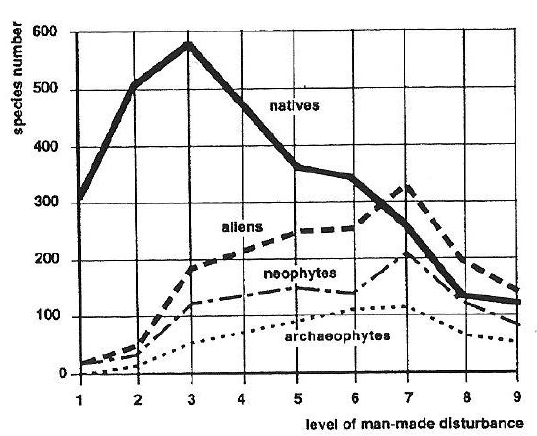 species number
600
500
400
300
200
100
0
natives
aliens
neophytes
archaeophytes
1 2 3 4 5 6 7 8 9
level of man-made disturbance